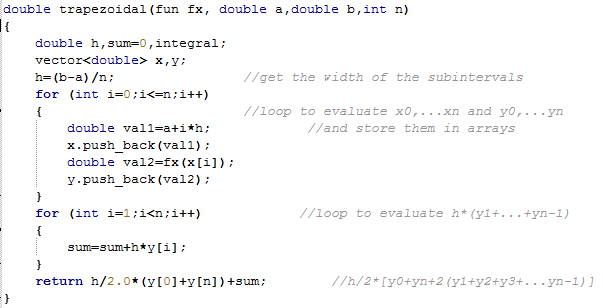 double trapezoidal(fun fx, double a,double b,int n)
{
double h,sum=0,integral;
vector<double> x,y;
h=(b-a)/n; //get the width of the subintervals
for (int i=0;i<=n;i++)
{ //loop to evaluate x0,...xn and y0,...yn
double val1=a+i*h; //and store them in arrays
x.push_back(val1);
double val2=fx(x[i]);
y.push_back(val2);
}
for (int i=1;i<n;i++) //loop to evaluate h*(y1+...+yn-1)
{
sum=sum+h*y[i];
}
return h/2.0*(y[0]+y[n])+sum; //h/2*[y0+yn+2(y1+y2+y3+...yn-1)]
}